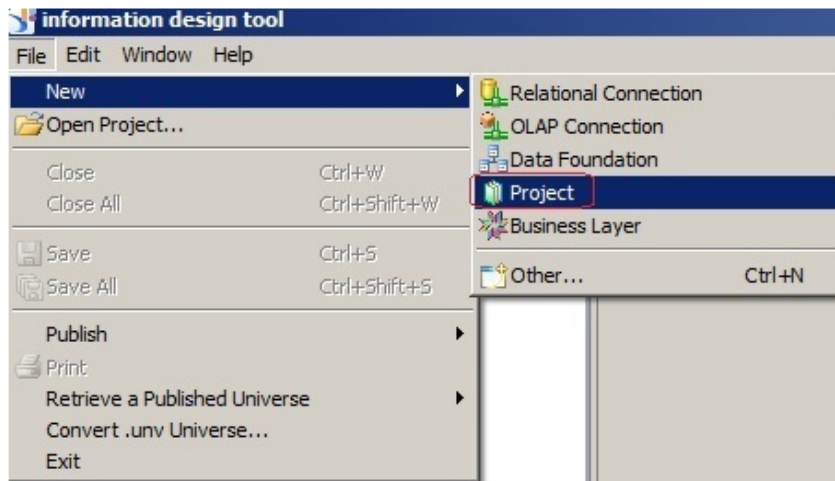 information design tool
File Edit Window Help
New
Open Project...
Close Ctrl+W
Close All Ctrl+Shift+W
Save Ctrl+S
Save All Ctrl+Shift+S
Publish
Print
Retrieve a Published Universe
Convert .unv Universe...
Exit
Relational Connection
OLAP Connection
Data Foundation
Project
Business Layer
Other... Ctrl+N